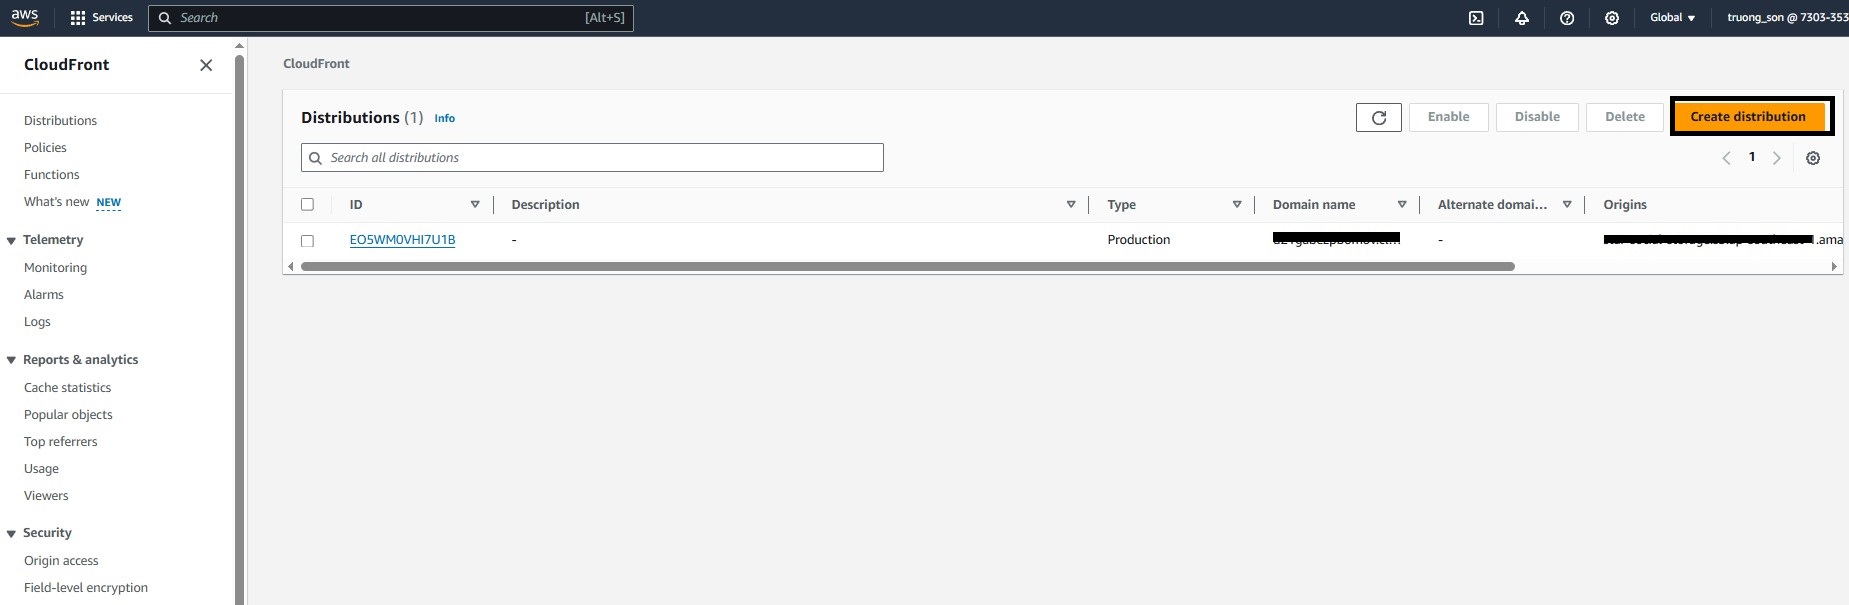 aws Services Search [Alt+S] Global truong_son @ 7303-353
CloudFront
Distributions
Policies
Functions
What's new NEW
Telemetry
Monitoring
Alarms
Logs
Reports & analytics
Cache statistics
Popular objects
Top referrers
Usage
Viewers
Security
Origin access
Field-level encryption
CloudFront
Distributions (1) Info Enable Disable Delete Create distribution
Search all distributions 1
ID Description Type Domain name Alternate domai... Origins
EO5WM0VHI7U1B - Production - .ama